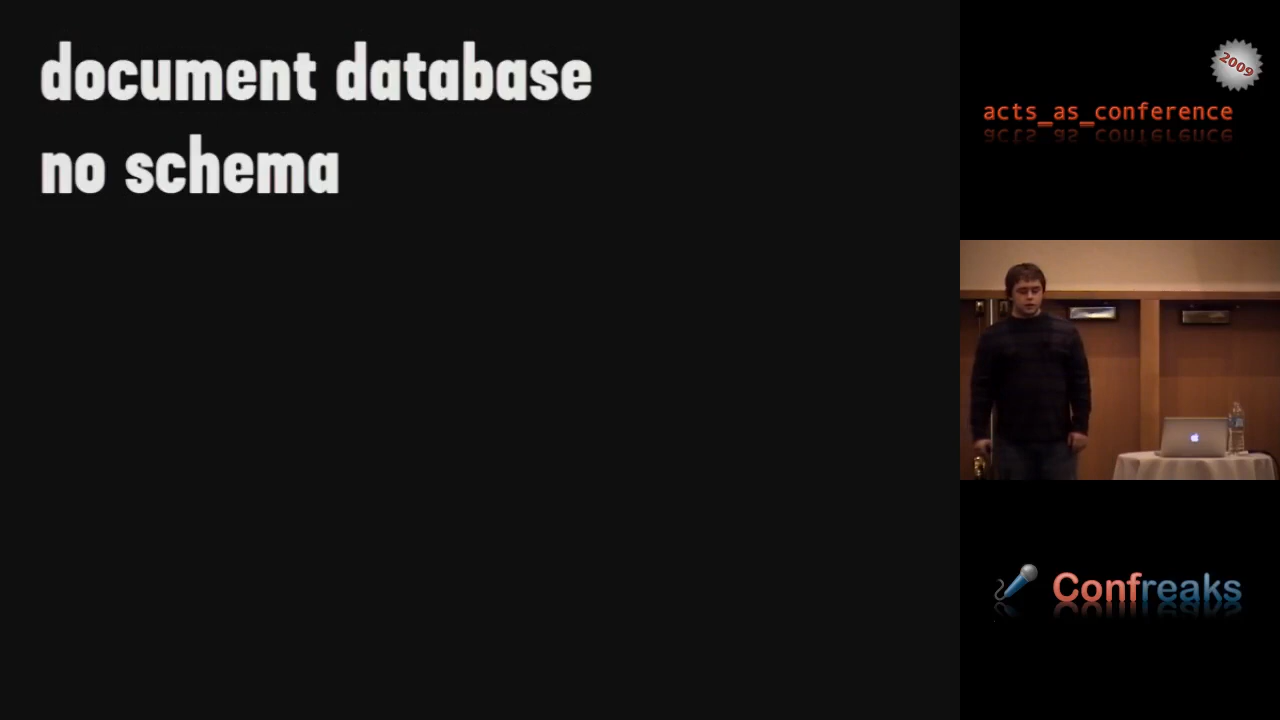 document database
no schema
2009
acts_as_conference
Confreaks